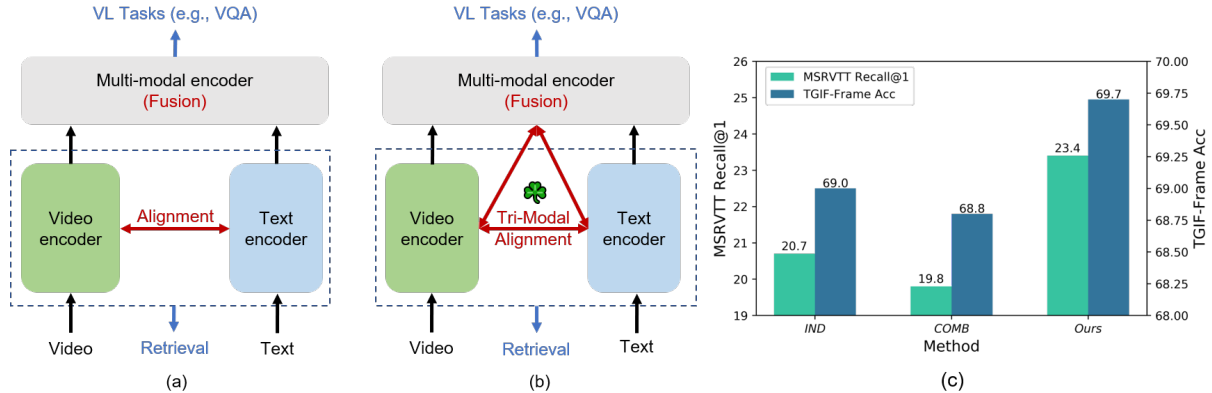 VL Tasks (e.g., VQA)
Multi-modal encoder
(Fusion)
Video
encoder
Alignment
Text
encoder
Video
Retrieval
Text
(a)
VL Tasks (e.g., VQA)
Multi-modal encoder
(Fusion)
Video
encoder
Tri-Modal
Alignment
Text
encoder
Video
Retrieval
Text
(b)
MSRVTT Recall@1
TGIF-Frame Acc
26
25
24
23
22
21
20
19
MSRVTT Recall@1
70.00
69.75
69.50
69.25
69.00
68.75
68.50
68.25
68.00
TGIF-Frame Acc
20.7
69.0
19.8
68.8
23.4
69.7
IND
COMB
Ours
Method
(c)